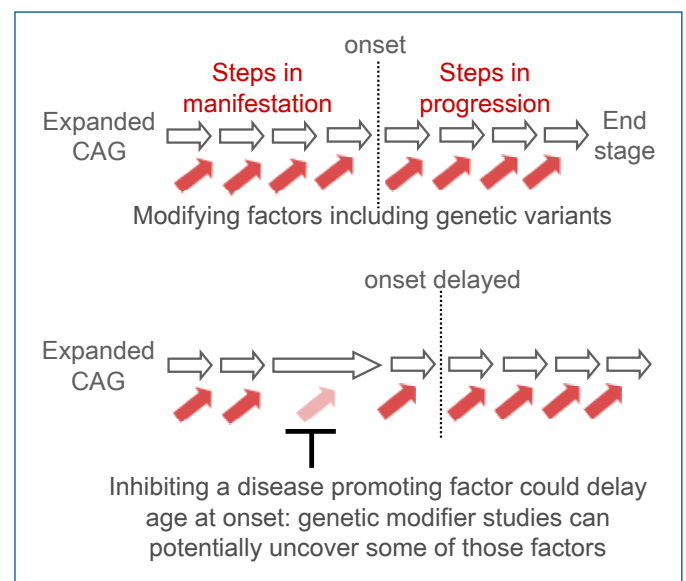 onset
Steps in
manifestation
Steps in
progression
Expanded
CAG
End
stage
Modifying factors including genetic variants
onset delayed
Expanded
CAG
Inhibiting a disease promoting factor could delay
age at onset: genetic modifier studies can
potentially uncover some of those factors